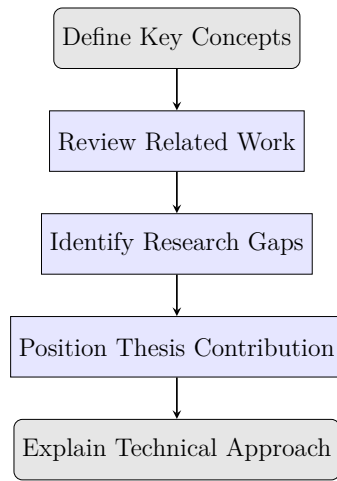 Define Key Concepts
Review Related Work
Identify Research Gaps
Position Thesis Contribution
Explain Technical Approach